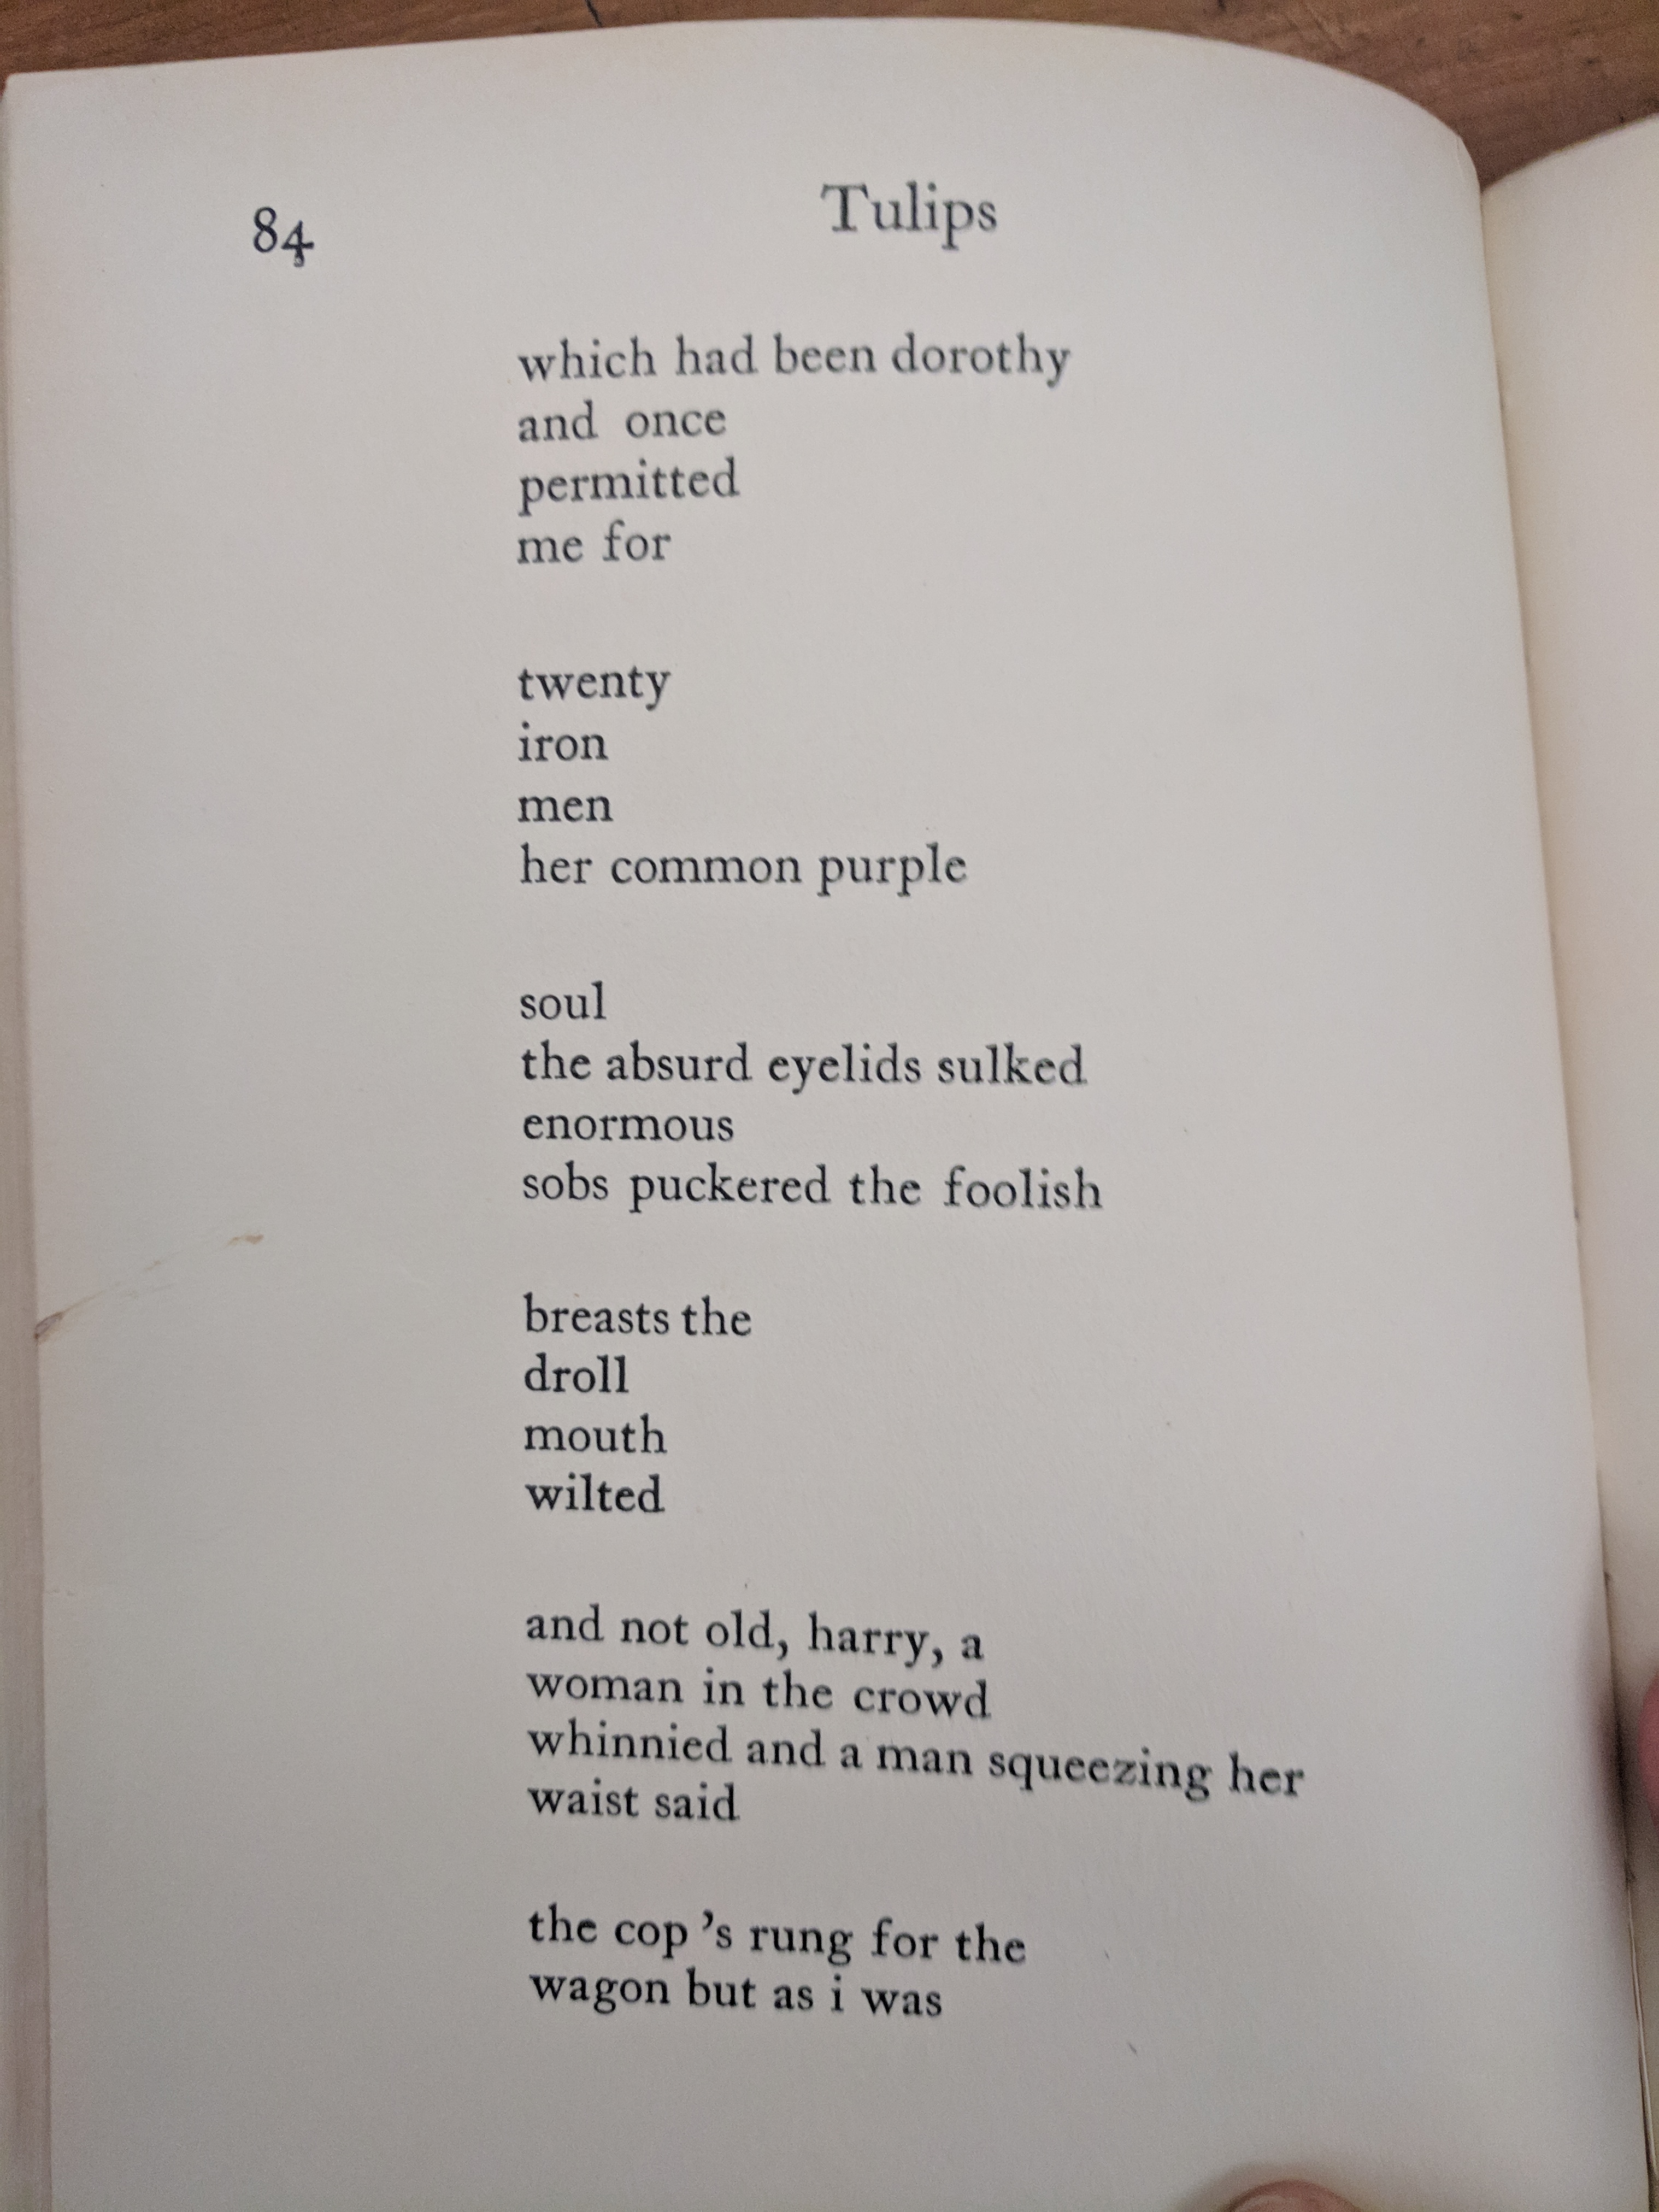 84 Tulips
which had been dorothy
and once
permitted
me for
twenty
iron
men
her common purple
soul
the absurd eyelids sulked
enormous
sobs puckered the foolish
breasts the
droll
mouth
wilted
and not old, harry, a
woman in the crowd
whinnied and a man squeezing her
waist said
the cop 's rung for the
wagon but as i was